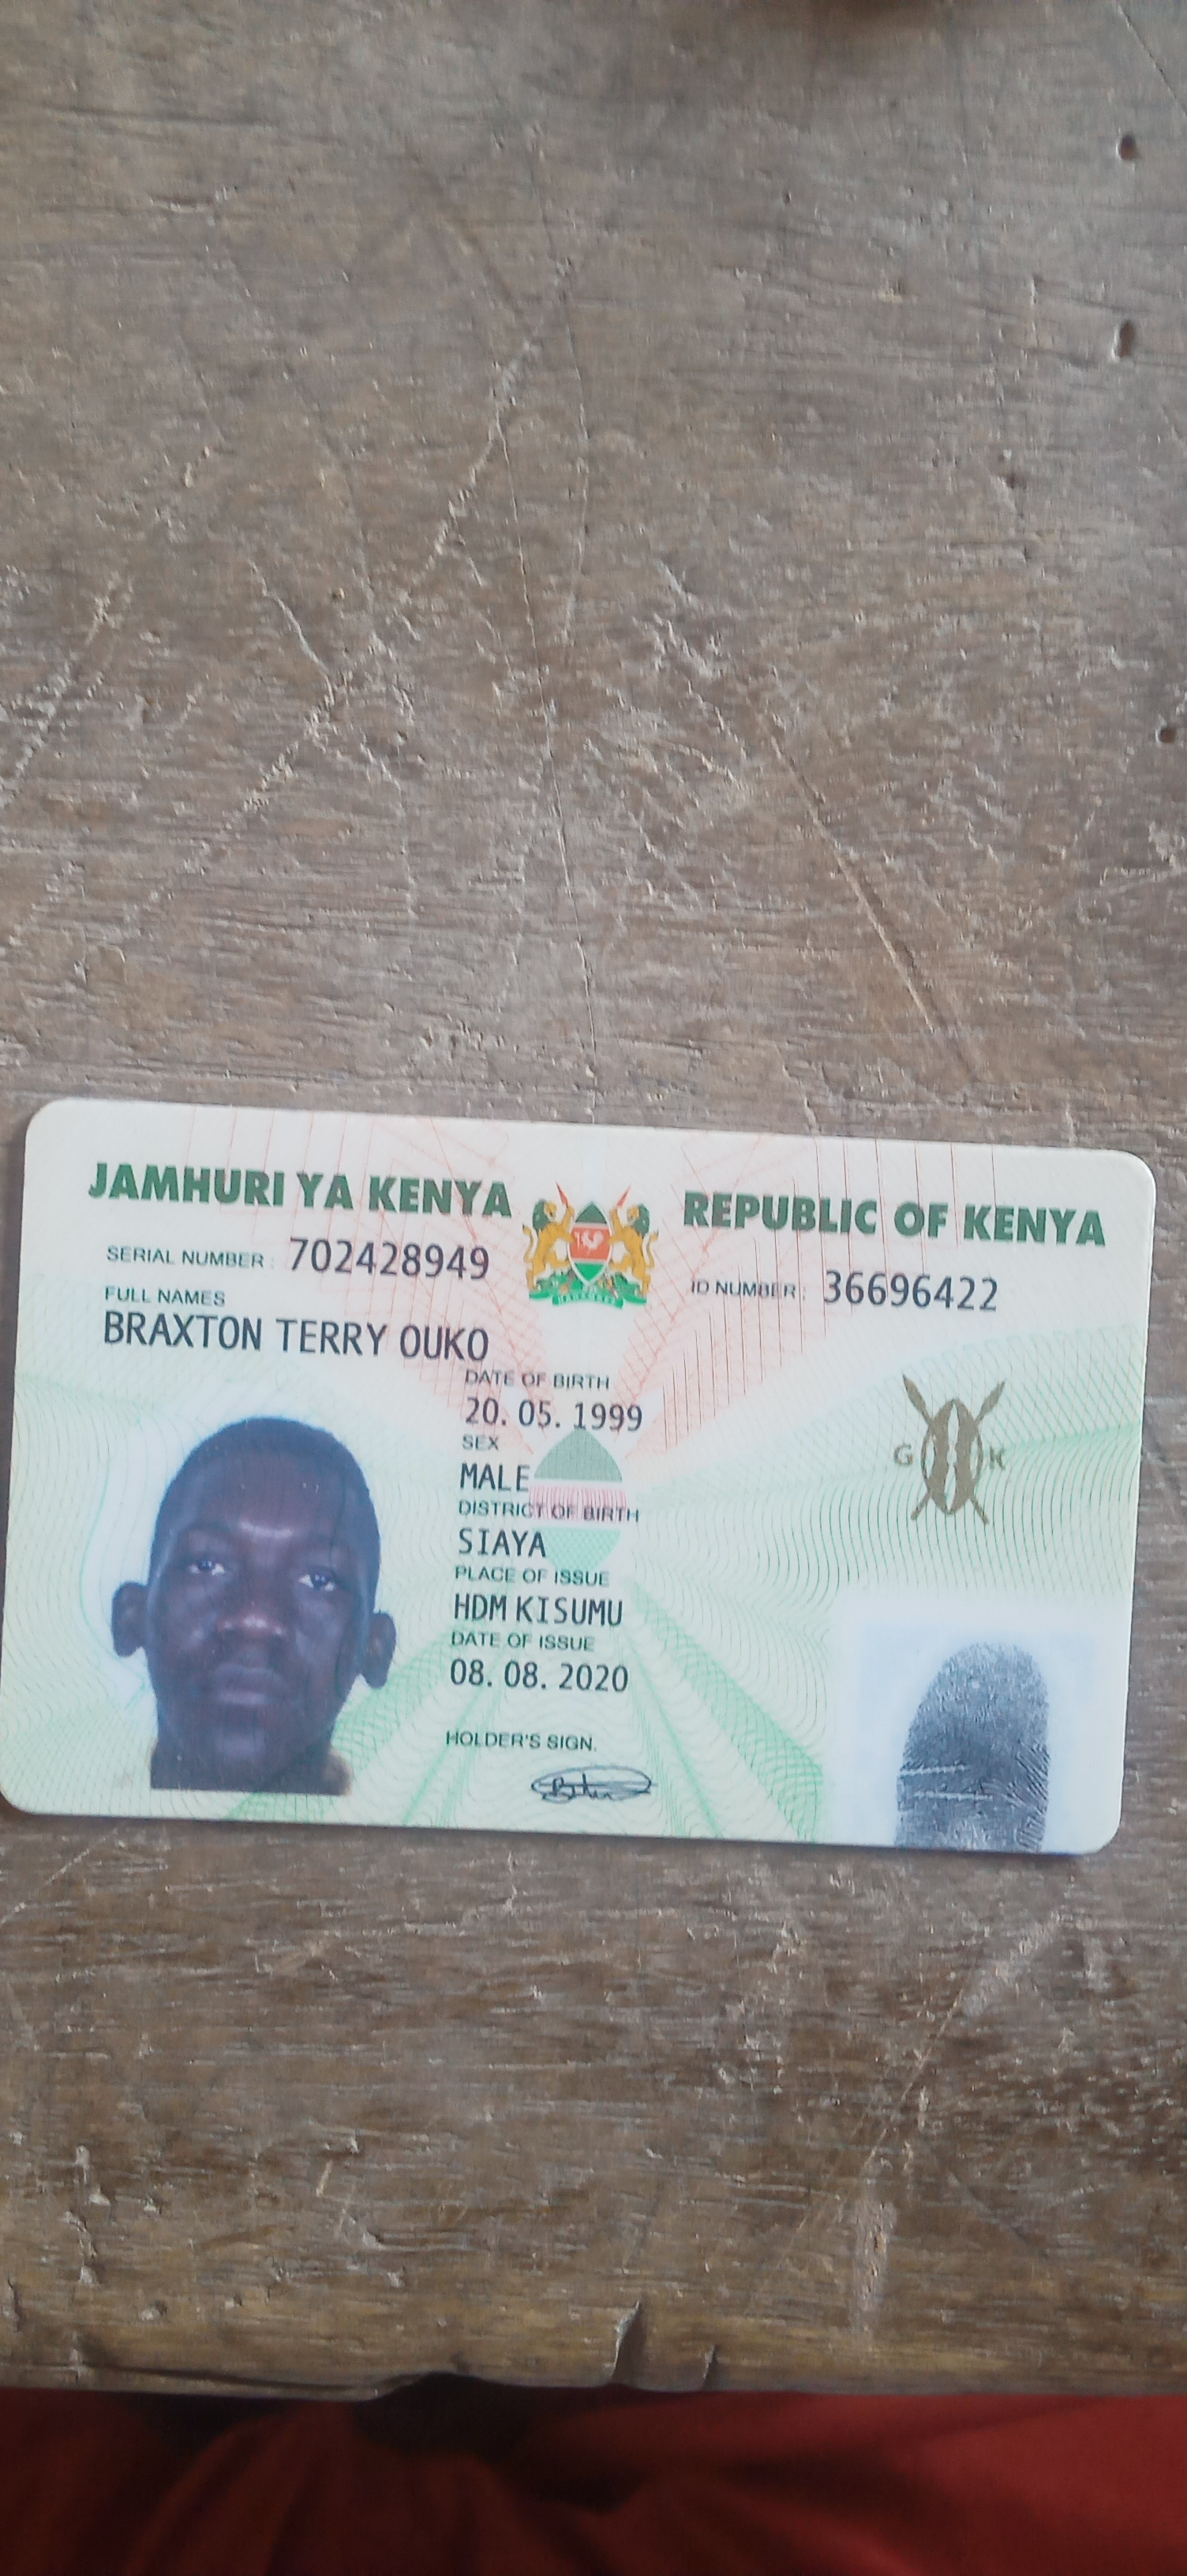 JAMHURI YA KENYA REPUBLIC OF KENYA
SERIAL NUMBER: 702428949
ID NUMBER: 36696422
FULL NAMES
BRAXTON TERRY OUKO
DATE OF BIRTH
20. 05. 1999
SEX
MALE
G K
DISTRICT OF BIRTH
SIAYA
PLACE OF ISSUE
HDM KISUMU
DATE OF ISSUE
08. 08. 2020
HOLDER'S SIGN.